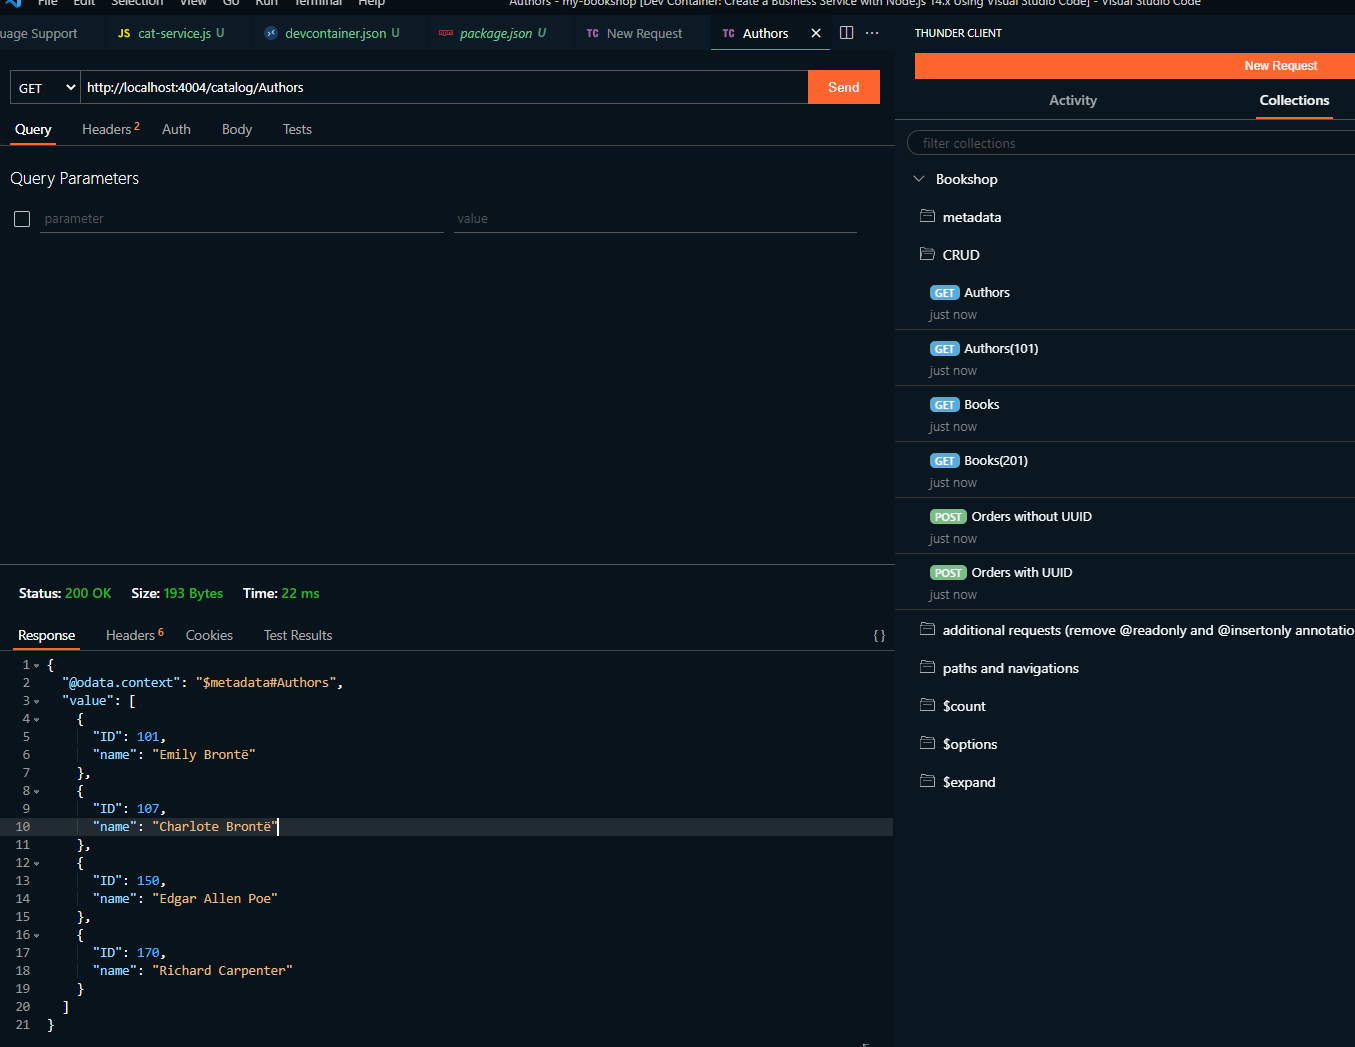 File Edit Selection View Go Run Terminal Help Authors - my-bookshop [Dev Container: Create a Business Service with Node.js 14.x Using Visual Studio Code] - Visual Studio Code
uage Support JS cat-service.js U devcontainer.json U package.json U TC New Request TC Authors × ···
GET http://localhost:4004/catalog/Authors Send
Query Headers 2 Auth Body Tests
Query Parameters
parameter value
Status: 200 OK Size: 193 Bytes Time: 22 ms
Response Headers 6 Cookies Test Results { }
1 {
2 "@odata.context": "$metadata#Authors",
3 "value": [
4 {
5 "ID": 101,
6 "name": "Emily Brontë"
7 },
8 {
9 "ID": 107,
10 "name": "Charlote Brontë"
11 },
12 {
13 "ID": 150,
14 "name": "Edgar Allen Poe"
15 },
16 {
17 "ID": 170,
18 "name": "Richard Carpenter"
19 }
20 ]
21 }
THUNDER CLIENT
New Request
Activity Collections
filter collections
Bookshop
metadata
CRUD
GET Authors
just now
GET Authors(101)
just now
GET Books
just now
GET Books(201)
just now
POST Orders without UUID
just now
POST Orders with UUID
just now
additional requests (remove @readonly and @insertonly annotatio
paths and navigations
$count
$options
$expand